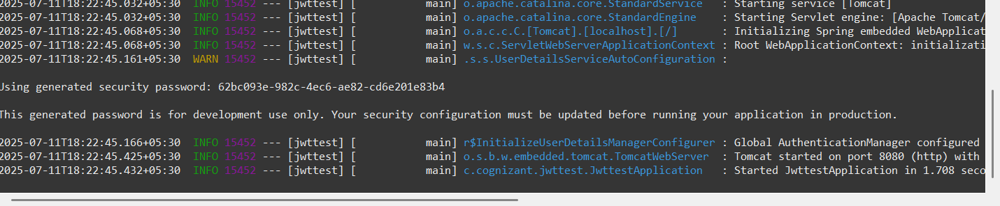 2025-07-11T18:22:45.032+05:30  INFO 15452 --- [jwttest] [           main] o.apache.catalina.core.StandardService   : Starting service [Tomcat]
2025-07-11T18:22:45.032+05:30  INFO 15452 --- [jwttest] [           main] o.apache.catalina.core.StandardEngine    : Starting Servlet engine: [Apache Tomcat/
2025-07-11T18:22:45.068+05:30  INFO 15452 --- [jwttest] [           main] o.a.c.c.C.[Tomcat].[localhost].[/]       : Initializing Spring embedded WebApplicat
2025-07-11T18:22:45.068+05:30  INFO 15452 --- [jwttest] [           main] w.s.c.ServletWebServerApplicationContext : Root WebApplicationContext: initializati
2025-07-11T18:22:45.161+05:30  WARN 15452 --- [jwttest] [           main] .s.s.UserDetailsServiceAutoConfiguration :
Using generated security password: 62bc093e-982c-4ec6-ae82-cd6e201e83b4
This generated password is for development use only. Your security configuration must be updated before running your application in production.
2025-07-11T18:22:45.166+05:30  INFO 15452 --- [jwttest] [           main] r$InitializeUserDetailsManagerConfigurer : Global AuthenticationManager configured
2025-07-11T18:22:45.425+05:30  INFO 15452 --- [jwttest] [           main] o.s.b.w.embedded.tomcat.TomcatWebServer  : Tomcat started on port 8080 (http) with
2025-07-11T18:22:45.432+05:30  INFO 15452 --- [jwttest] [           main] c.cognizant.jwttest.JwttestApplication   : Started JwttestApplication in 1.708 seco